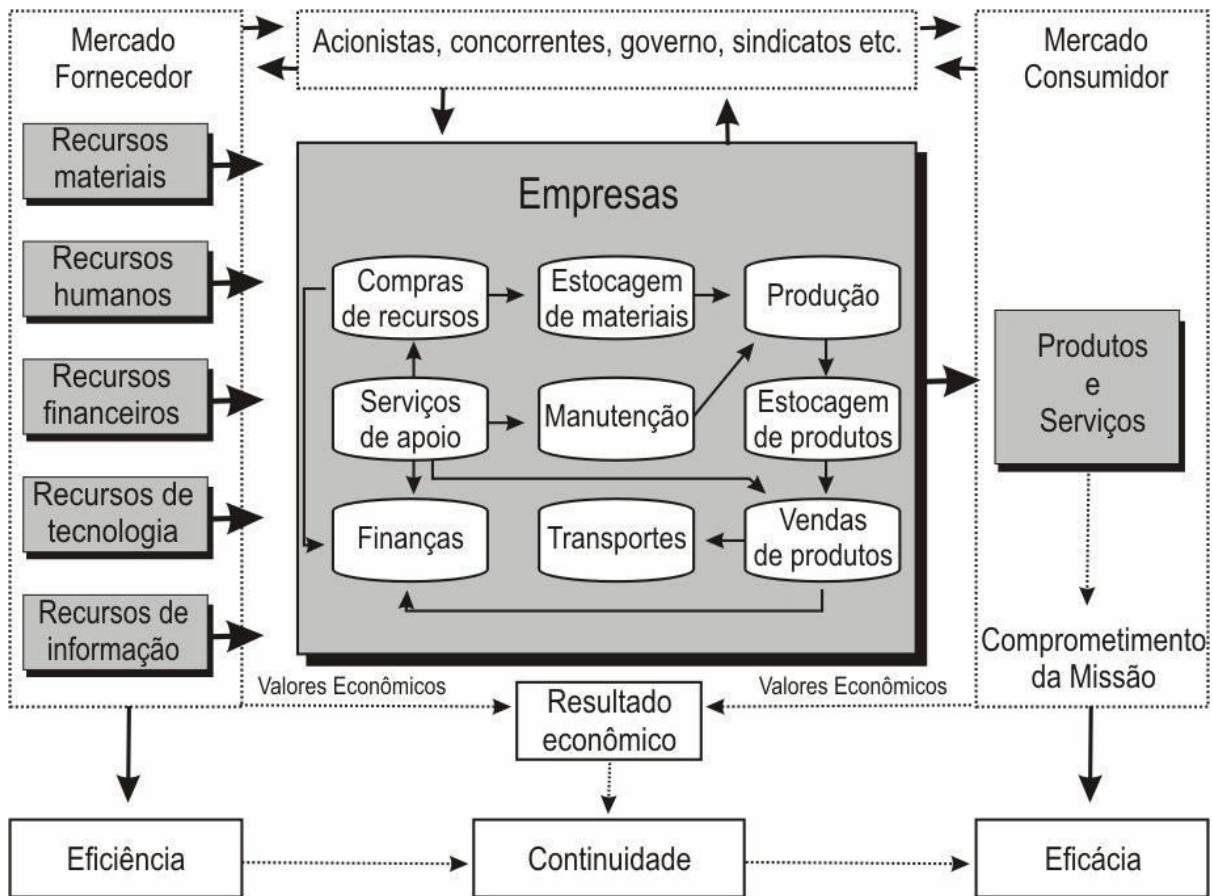 Mercado
Fornecedor
Acionistas, concorrentes, governo, sindicatos etc.
Mercado
Consumidor
Recursos
materiais
Recursos
humanos
Recursos
financeiros
Recursos de
tecnologia
Recursos de
informação
Empresas
Compras
de recursos
Estocagem
de materiais
Produção
Serviços
de apoio
Manutenção
Estocagem
de produtos
Finanças
Transportes
Vendas
de produtos
Produtos
e
Serviços
Comprometimento
da Missão
Valores Econômicos
Valores Econômicos
Resultado
econômico
Eficiência
Continuidade
Eficácia